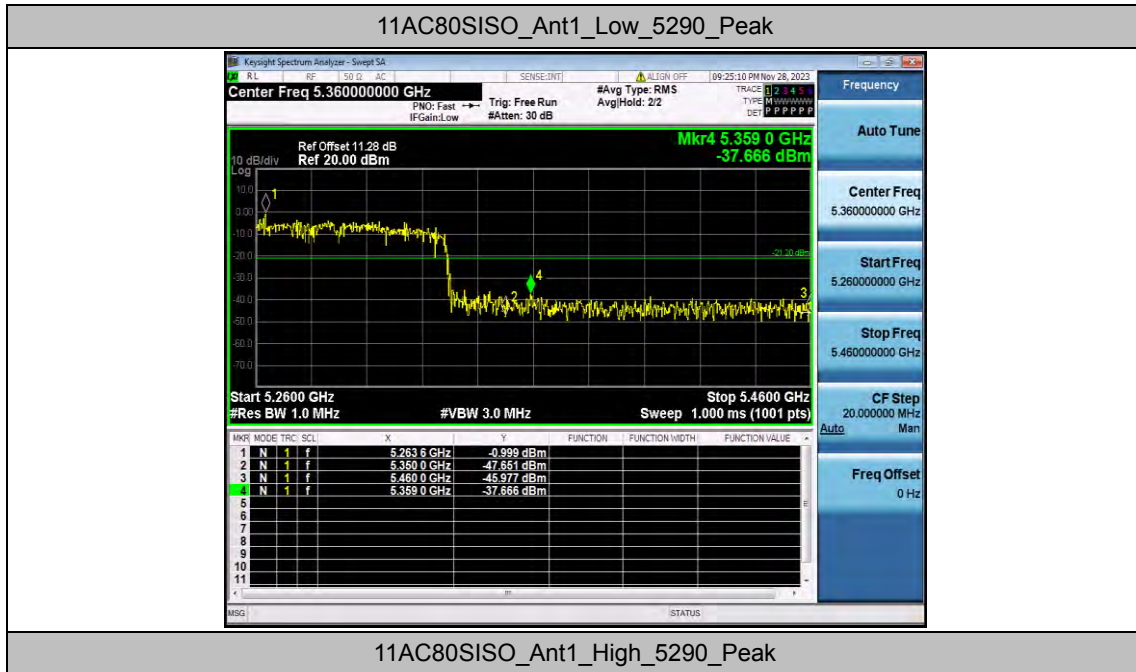 11AC80SISO_Ant1_Low_5290_Peak
Keysight Spectrum Analyzer - Swept SA
RL RF 50 Ω AC SENSE:INT ALIGN OFF 09:25:10 PM Nov 28, 2023
Center Freq 5.360000000 GHz
PNO: Fast
IFGain:Low
Trig: Free Run
#Atten: 30 dB
#Avg Type: RMS
Avg|Hold: 2/2
TRACE 1 2 3 4 5 6
TYPE M WWWWW
DET P P P P P P
Mkr4 5.359 0 GHz
-37.666 dBm
Ref Offset 11.28 dB
10 dB/div Ref 20.00 dBm
Log
10.0
0.00
-10.0
-20.0
-30.0
-40.0
-50.0
-60.0
-70.0
1
2
4
3
-21.20 dBm
Start 5.2600 GHz Stop 5.4600 GHz
#Res BW 1.0 MHz #VBW 3.0 MHz Sweep 1.000 ms (1001 pts)
MKR MODE TRC SCL X Y FUNCTION FUNCTION WIDTH FUNCTION VALUE
1 N 1 f 5.263 6 GHz -0.999 dBm
2 N 1 f 5.350 0 GHz -47.651 dBm
3 N 1 f 5.460 0 GHz -45.977 dBm
4 N 1 f 5.359 0 GHz -37.666 dBm
5
6
7
8
9
10
11
MSG STATUS
Frequency
Auto Tune
Center Freq
5.360000000 GHz
Start Freq
5.260000000 GHz
Stop Freq
5.460000000 GHz
CF Step
20.000000 MHz
Auto Man
Freq Offset
0 Hz
11AC80SISO_Ant1_High_5290_Peak